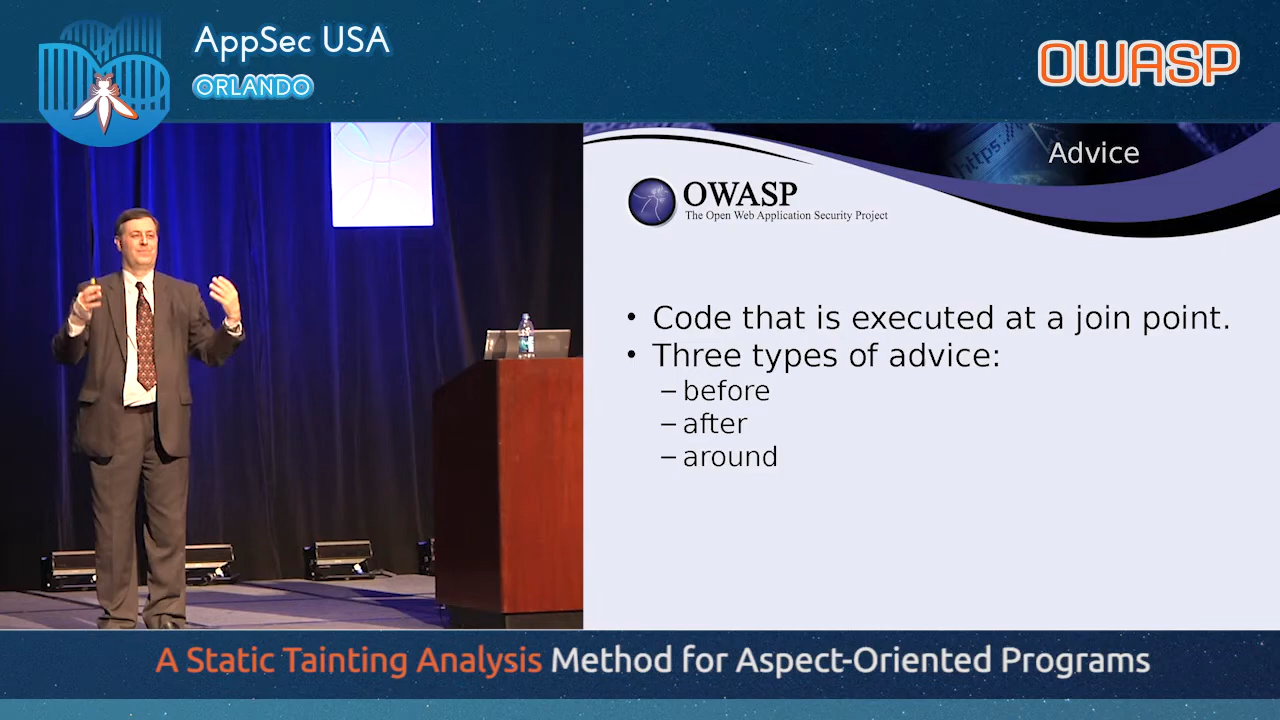 AppSec USA
ORLANDO
OWASP
https://
Advice
OWASP
The Open Web Application Security Project
• Code that is executed at a join point.
• Three types of advice:
– before
– after
– around
A Static Tainting Analysis Method for Aspect-Oriented Programs